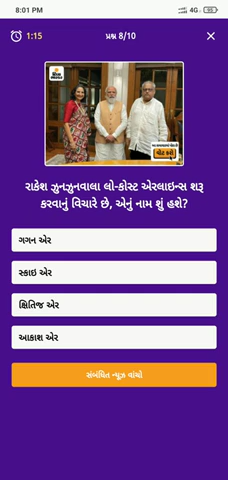 8:01 PM
4G
1:15
પ્રશ્ન 8/10
રાકેશ ઝુનઝુનવાલા લો-કોસ્ટ એરલાઇન્સ શરૂ
કરવાનું વિચારે છે, એનું નામ શું હશે?
ગગન એર
સ્કાઇ એર
ક્ષિતિજ એર
આકાશ એર
સંબંધિત ન્યૂઝ વાંચો